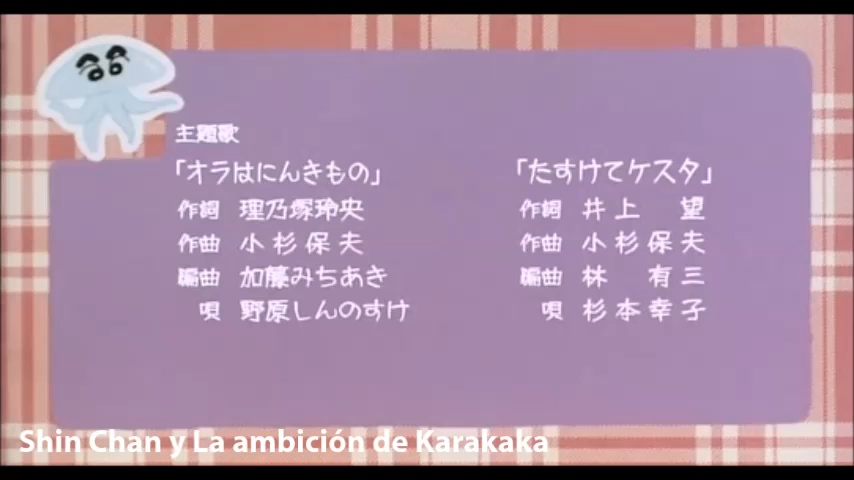 主題歌
「オラはにんきもの」
作詞 理乃塚玲央
作曲 小杉保夫
編曲 加藤みちあき
唄 野原しんのすけ
「たすけてケスタ」
作詞 井上 望
作曲 小杉保夫
編曲 林 有三
唄 杉本幸子
Shin Chan y La ambición de Karakaka